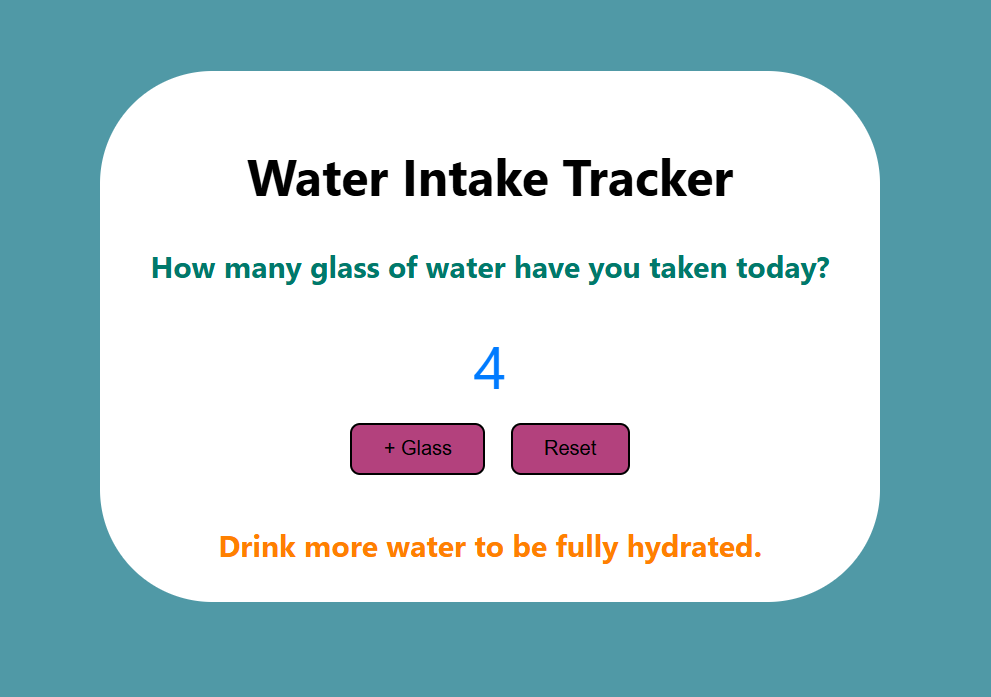 Water Intake Tracker
How many glass of water have you taken today?
4
+ Glass
Reset
Drink more water to be fully hydrated.